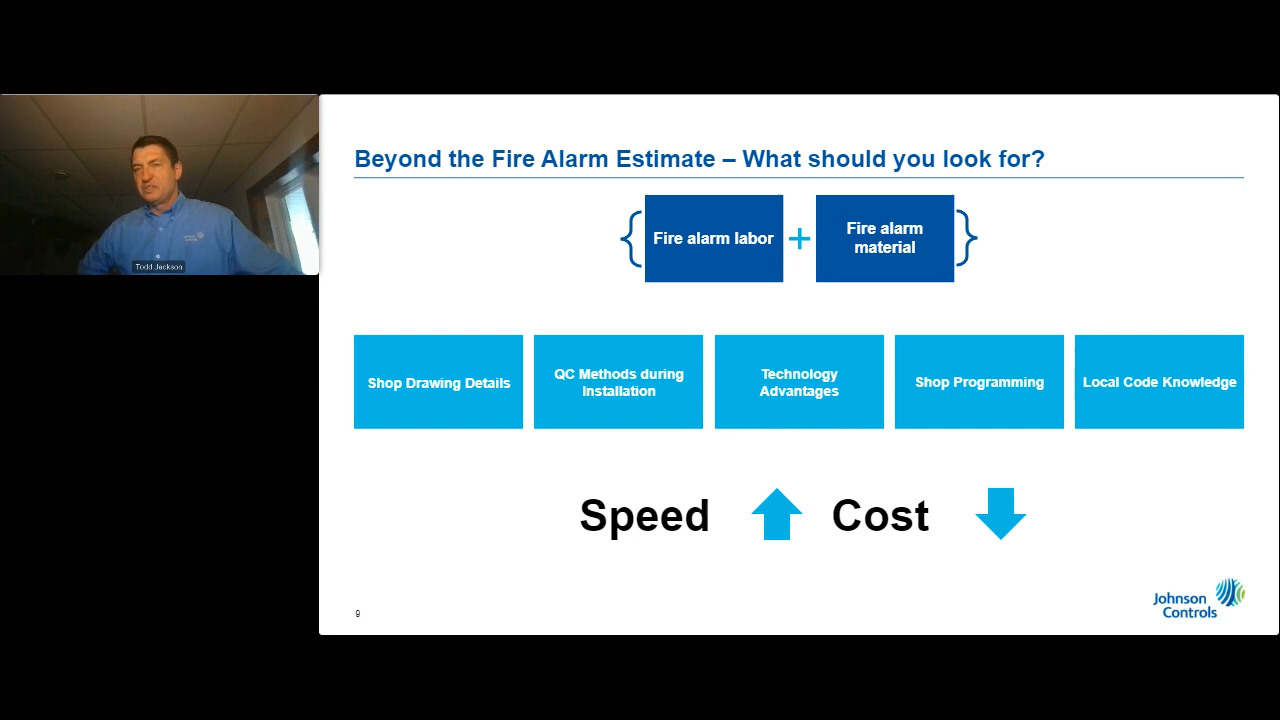 Todd Jackson
Beyond the Fire Alarm Estimate – What should you look for?
Fire alarm labor
Fire alarm
material
Shop Drawing Details
QC Methods during
Installation
Technology
Advantages
Shop Programming
Local Code Knowledge
Speed
Cost
9
Johnson
Controls